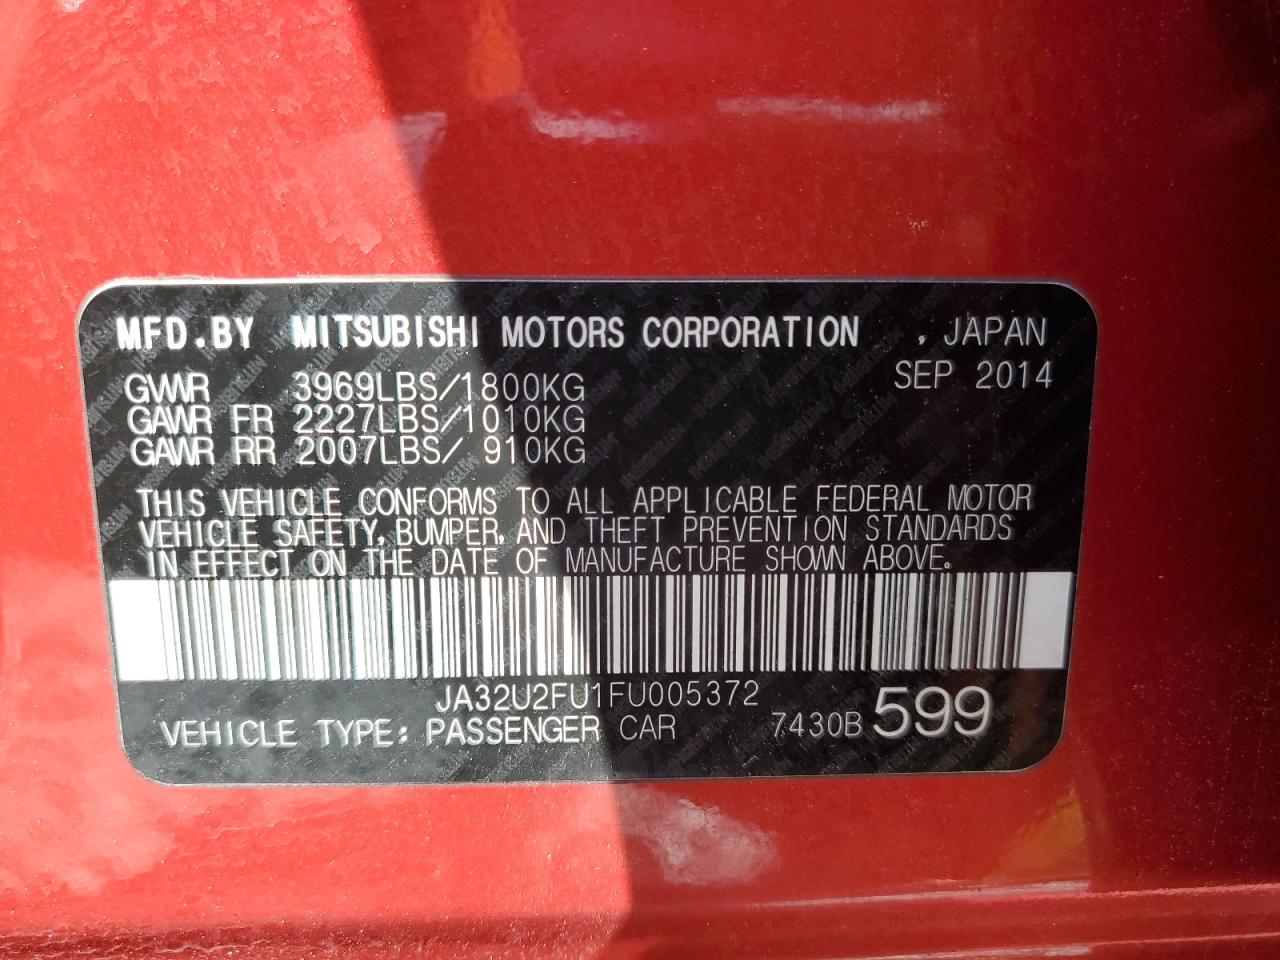 MFD.BY MITSUBISHI MOTORS CORPORATION , JAPAN
SEP 2014
GVWR 3969LBS/1800KG
GAWR FR 2227LBS/1010KG
GAWR RR 2007LBS/ 910KG
THIS VEHICLE CONFORMS TO ALL APPLICABLE FEDERAL MOTOR
VEHICLE SAFETY, BUMPER, AND THEFT PREVENTION STANDARDS
IN EFFECT ON THE DATE OF MANUFACTURE SHOWN ABOVE.
JA32U2FU1FU005372
VEHICLE TYPE: PASSENGER CAR 7430B 599